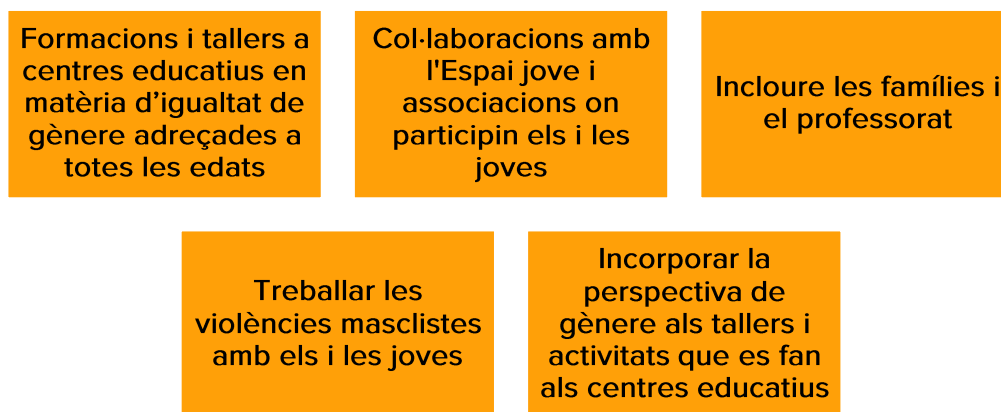 Formacions i tallers a
centres educatius en
matèria d’igualtat de
gènere adreçades a
totes les edats
Col·laboracions amb
l'Espai jove i
associacions on
participin els i les
joves
Incloure les famílies i
el professorat
Treballar les
violències masclistes
amb els i les joves
Incorporar la
perspectiva de
gènere als tallers i
activitats que es fan
als centres educatius